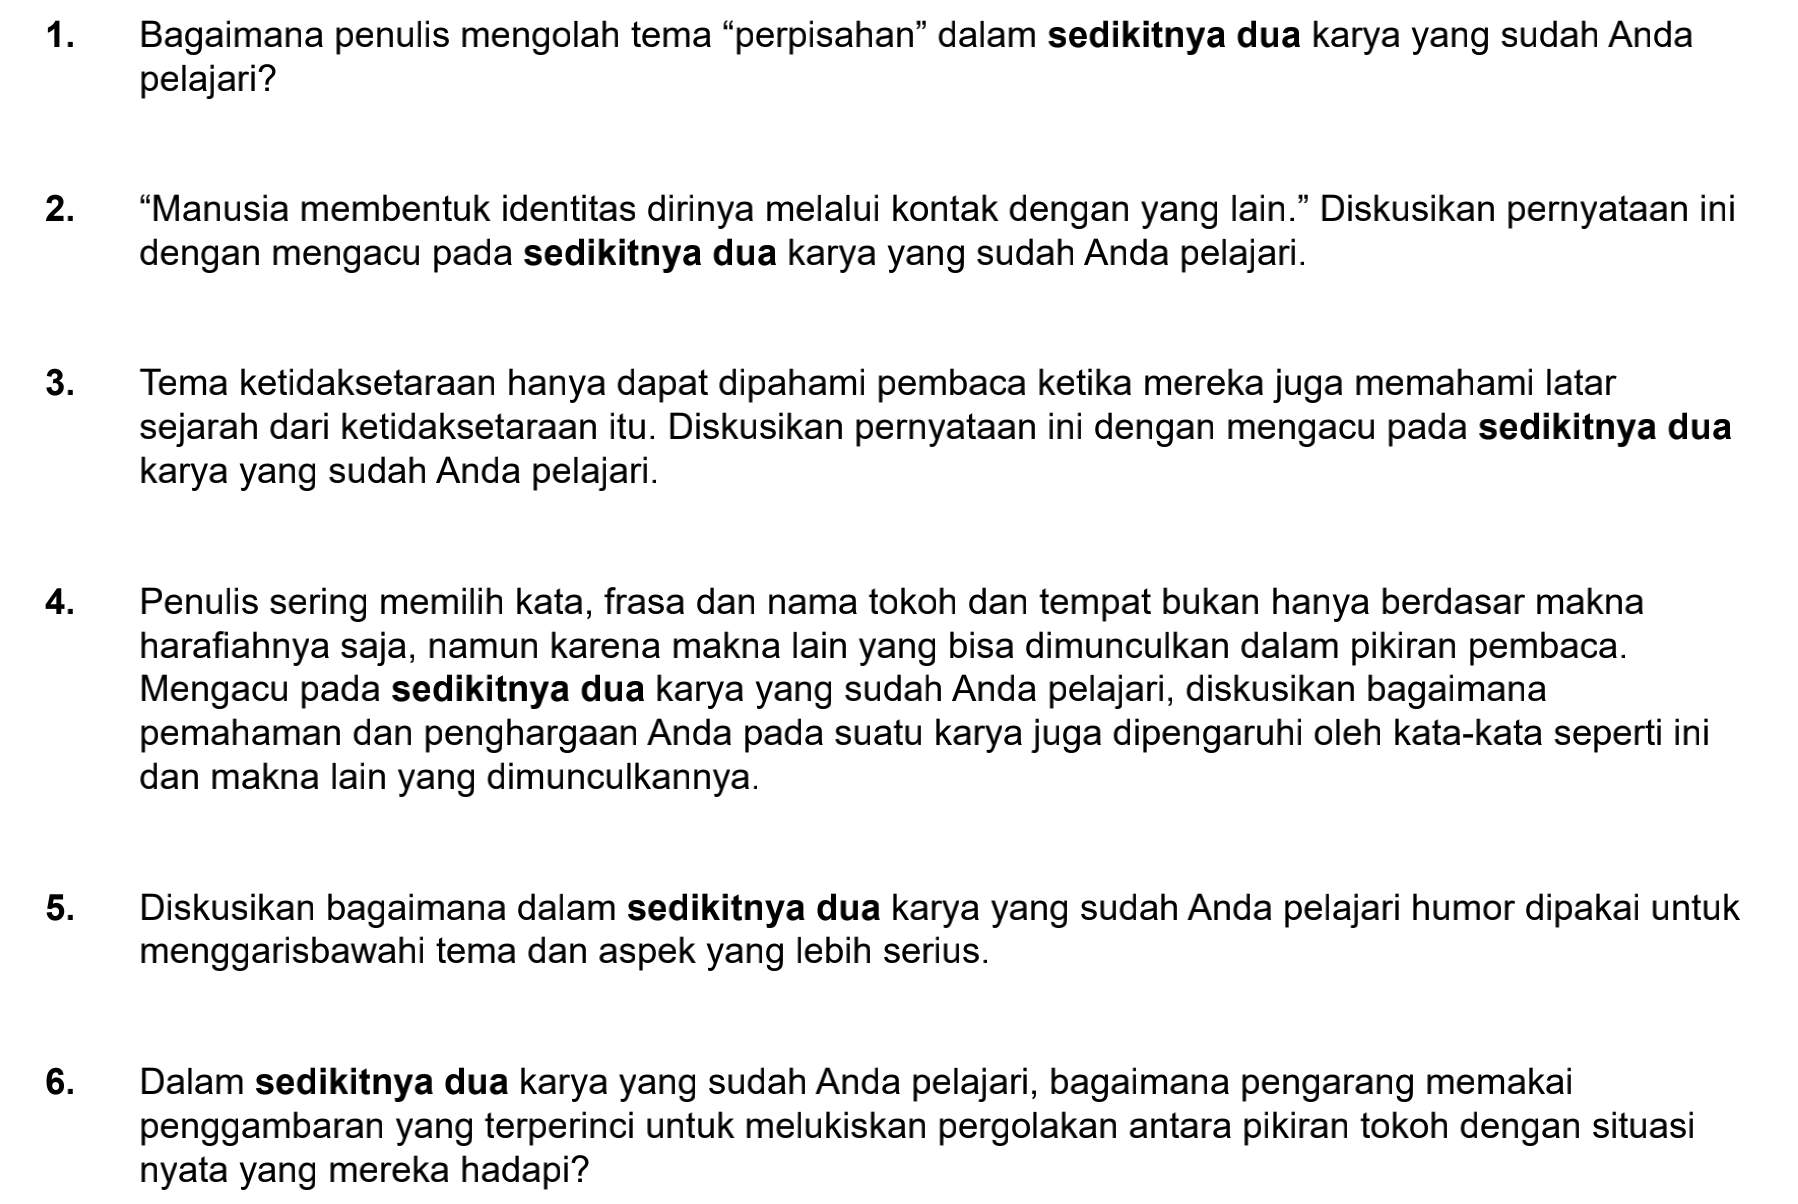 1. Bagaimana penulis mengolah tema “perpisahan” dalam sedikitnya dua karya yang sudah Anda
pelajari?
2. “Manusia membentuk identitas dirinya melalui kontak dengan yang lain.” Diskusikan pernyataan ini
dengan mengacu pada sedikitnya dua karya yang sudah Anda pelajari.
3. Tema ketidaksetaraan hanya dapat dipahami pembaca ketika mereka juga memahami latar
sejarah dari ketidaksetaraan itu. Diskusikan pernyataan ini dengan mengacu pada sedikitnya dua
karya yang sudah Anda pelajari.
4. Penulis sering memilih kata, frasa dan nama tokoh dan tempat bukan hanya berdasar makna
harafiahnya saja, namun karena makna lain yang bisa dimunculkan dalam pikiran pembaca.
Mengacu pada sedikitnya dua karya yang sudah Anda pelajari, diskusikan bagaimana
pemahaman dan penghargaan Anda pada suatu karya juga dipengaruhi oleh kata-kata seperti ini
dan makna lain yang dimunculkannya.
5. Diskusikan bagaimana dalam sedikitnya dua karya yang sudah Anda pelajari humor dipakai untuk
menggarisbawahi tema dan aspek yang lebih serius.
6. Dalam sedikitnya dua karya yang sudah Anda pelajari, bagaimana pengarang memakai
penggambaran yang terperinci untuk melukiskan pergolakan antara pikiran tokoh dengan situasi
nyata yang mereka hadapi?